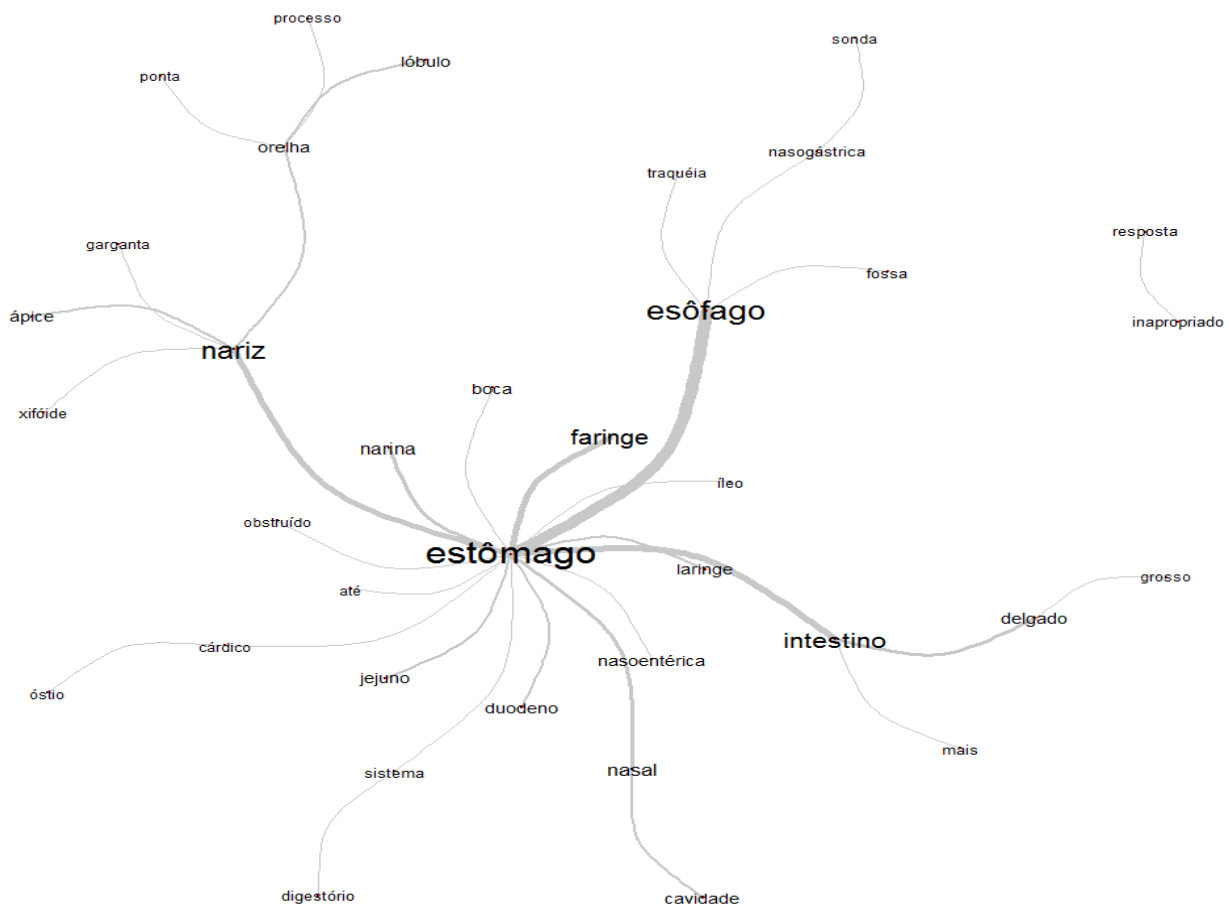 processo
sonda
lóbulo
ponta
orelha
nasogástrica
traquéia
garganta
resposta
fossa
esôfago
ápice
inapropriado
nariz
boca
xifóide
faringe
narina
íleo
obstruído
estômago
laringe
grosso
até
delgado
intestino
cárdico
nasoentérica
jejuno
óstio
duodeno
mais
sistema
nasal
digestório
cavidade